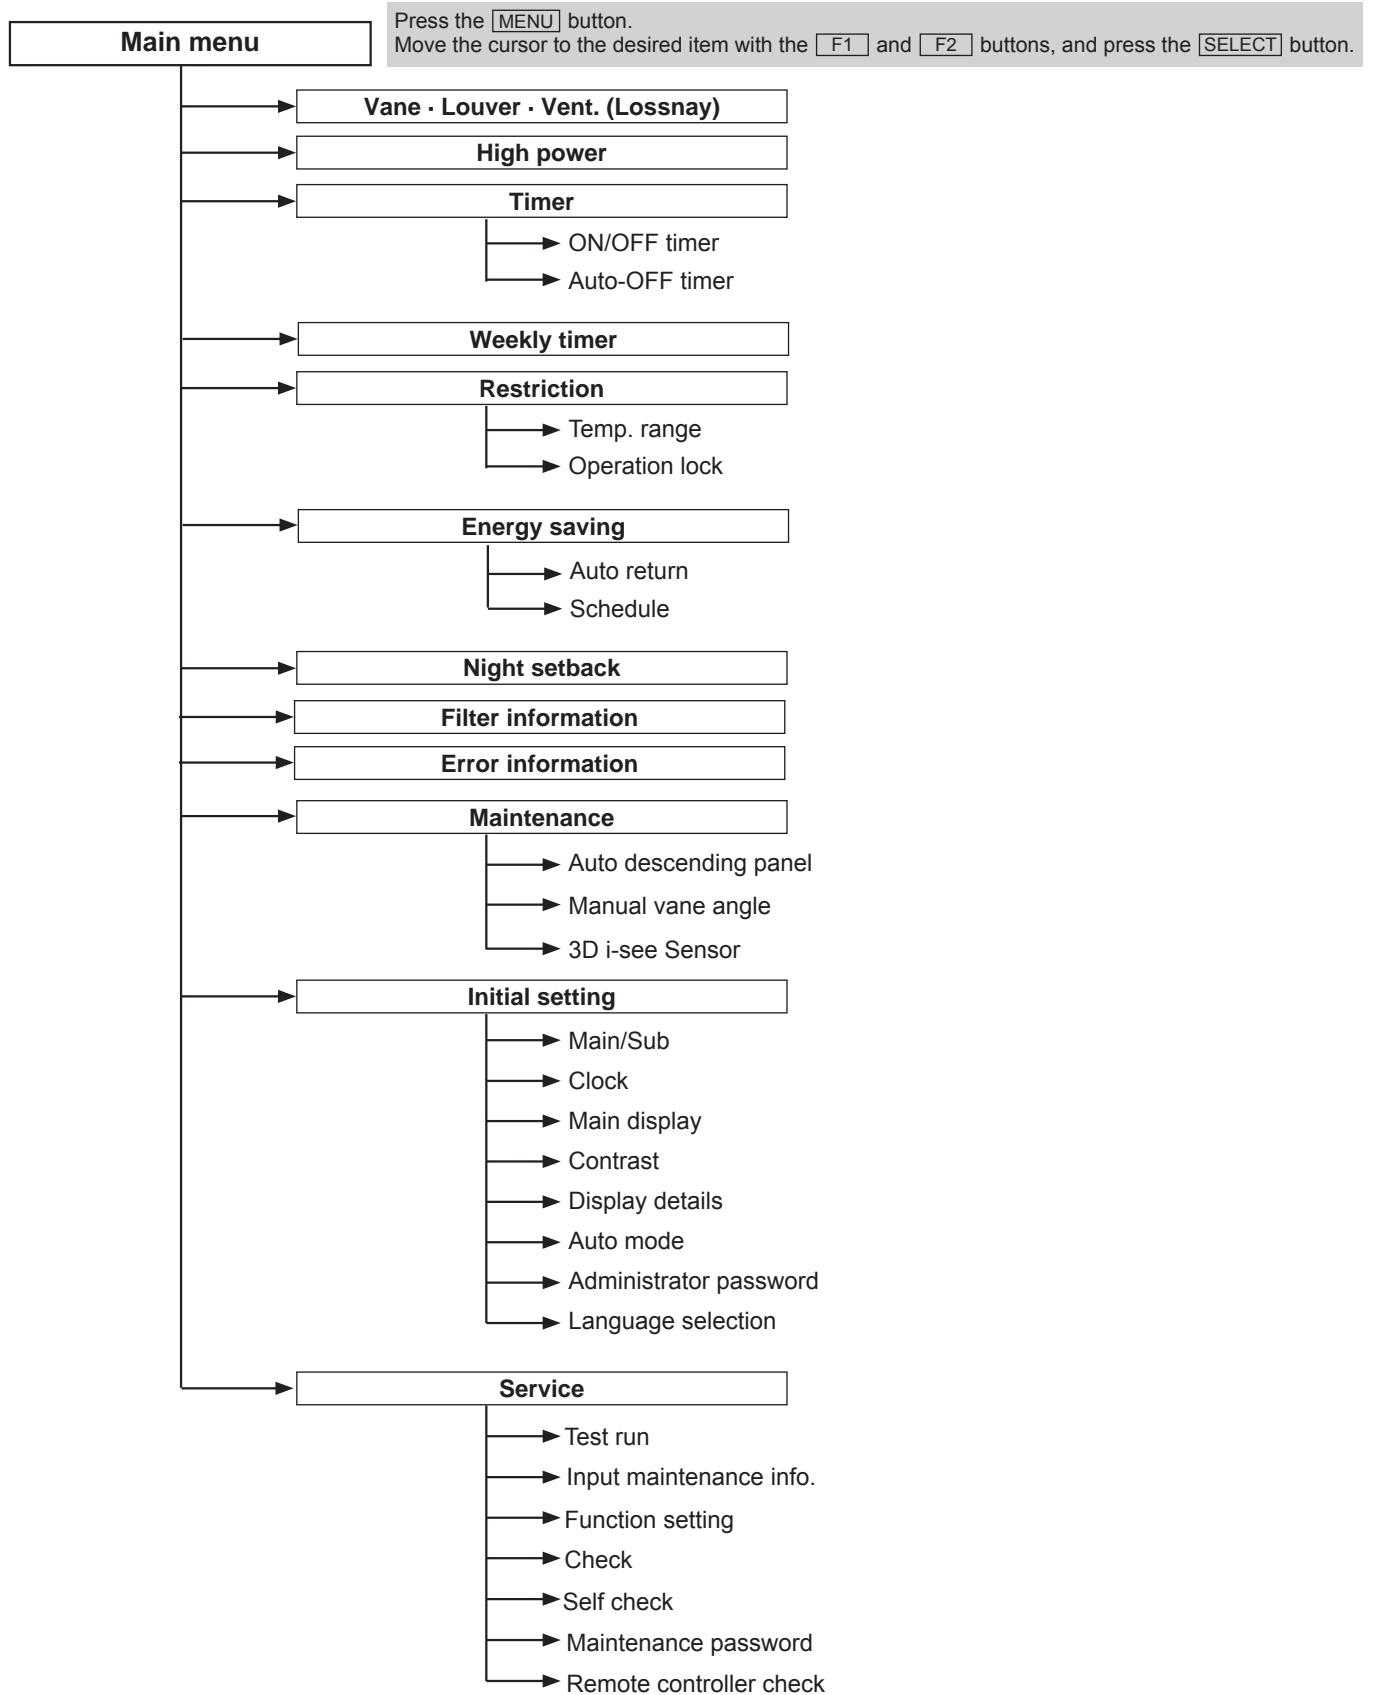 Main menu
Press the MENU button.
Move the cursor to the desired item with the F1 and F2 buttons, and press the SELECT button.
Vane · Louver · Vent. (Lossnay)
High power
Timer
ON/OFF timer
Auto-OFF timer
Weekly timer
Restriction
Temp. range
Operation lock
Energy saving
Auto return
Schedule
Night setback
Filter information
Error information
Maintenance
Auto descending panel
Manual vane angle
3D i-see Sensor
Initial setting
Main/Sub
Clock
Main display
Contrast
Display details
Auto mode
Administrator password
Language selection
Service
Test run
Input maintenance info.
Function setting
Check
Self check
Maintenance password
Remote controller check